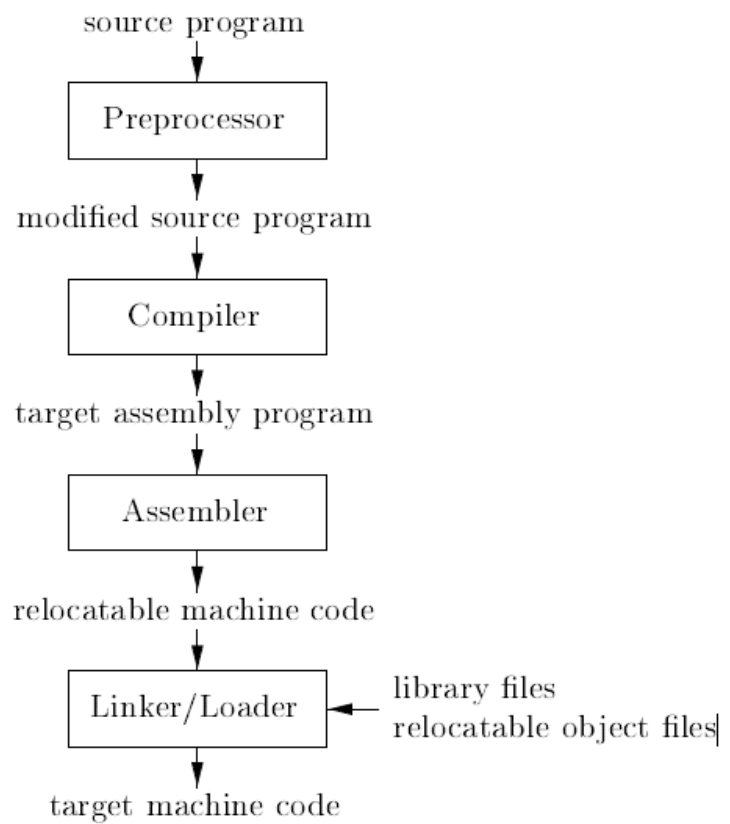 source program
Preprocessor
modified source program
Compiler
target assembly program
Assembler
relocatable machine code
Linker/Loader
library files
relocatable object files
target machine code